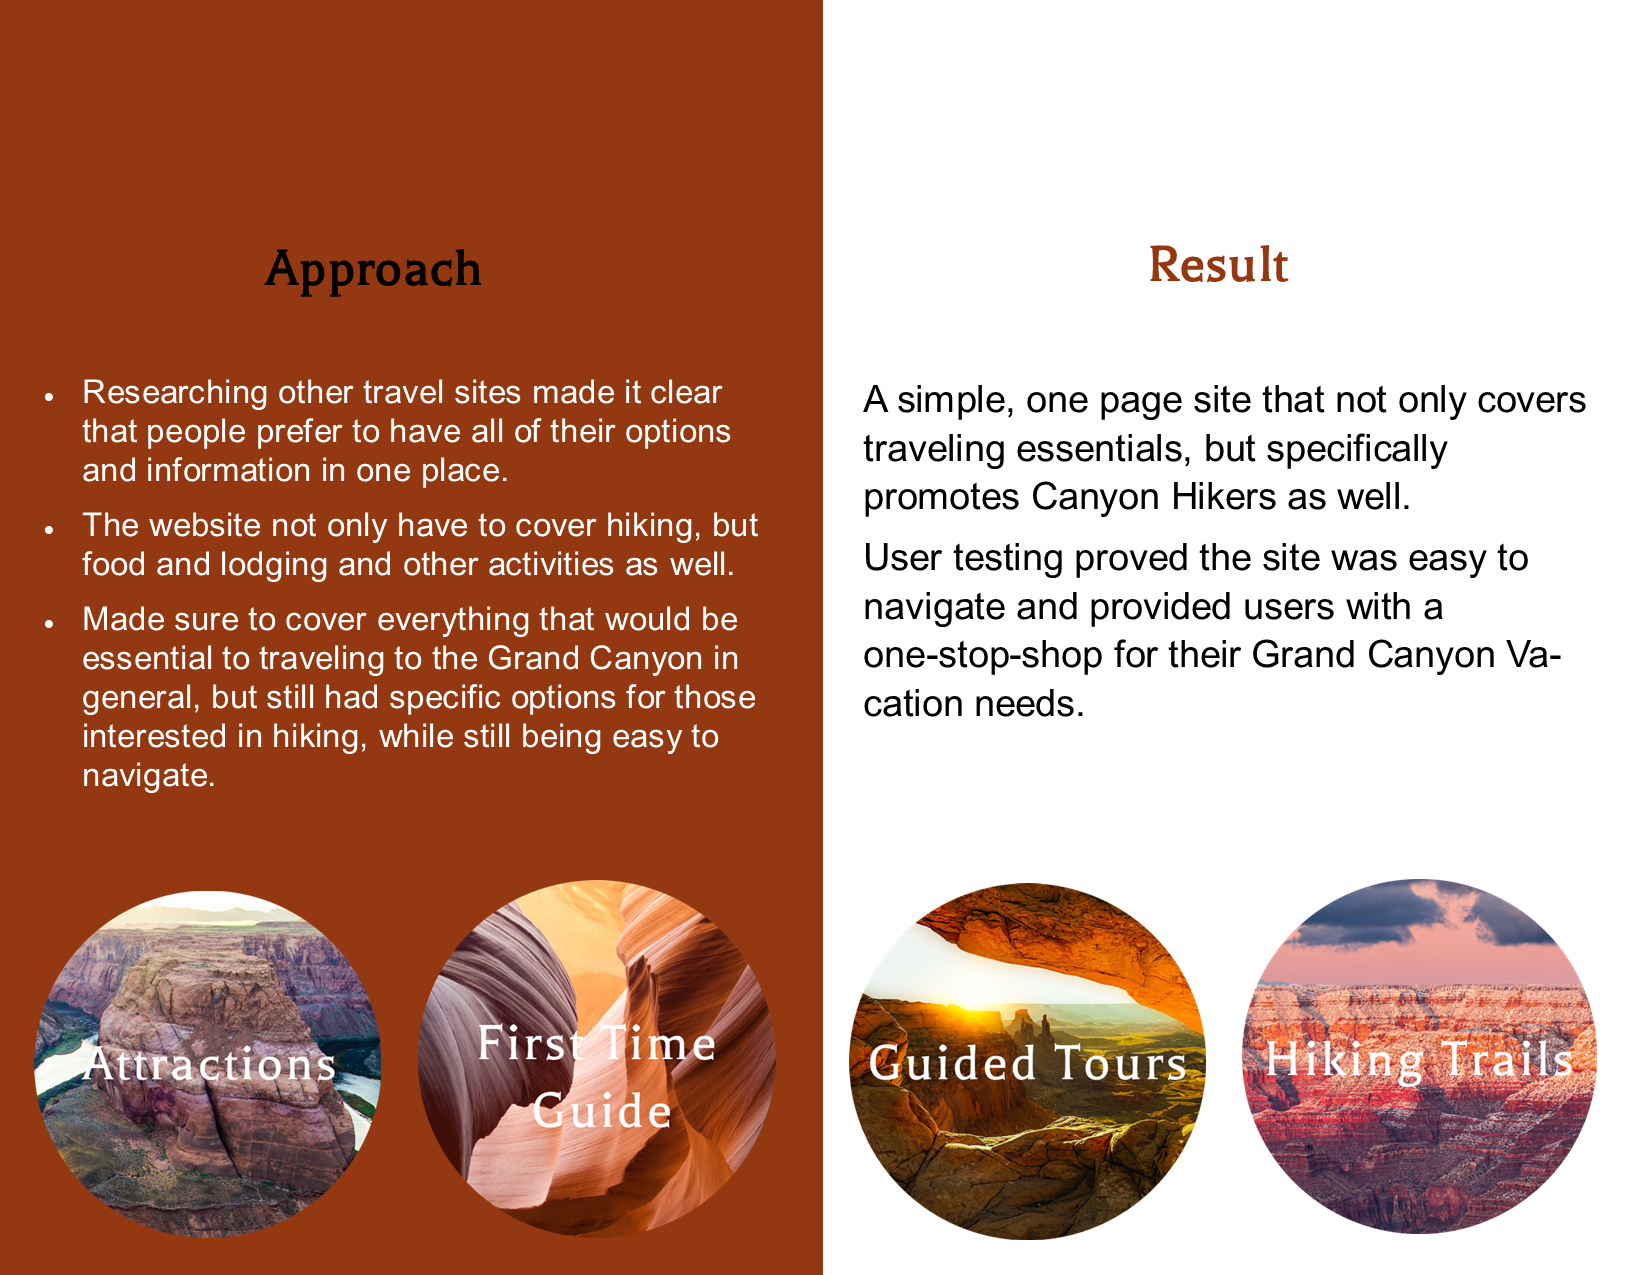 Approach
Researching other travel sites made it clear
that people prefer to have all of their options
and information in one place.
The website not only have to cover hiking, but
food and lodging and other activities as well.
Made sure to cover everything that would be
essential to traveling to the Grand Canyon in
general, but still had specific options for those
interested in hiking, while still being easy to
navigate.
Result
A simple, one page site that not only covers
traveling essentials, but specifically
promotes Canyon Hikers as well.
User testing proved the site was easy to
navigate and provided users with a
one-stop-shop for their Grand Canyon Va-
cation needs.
Attractions
First Time
Guide
Guided Tours
Hiking Trails